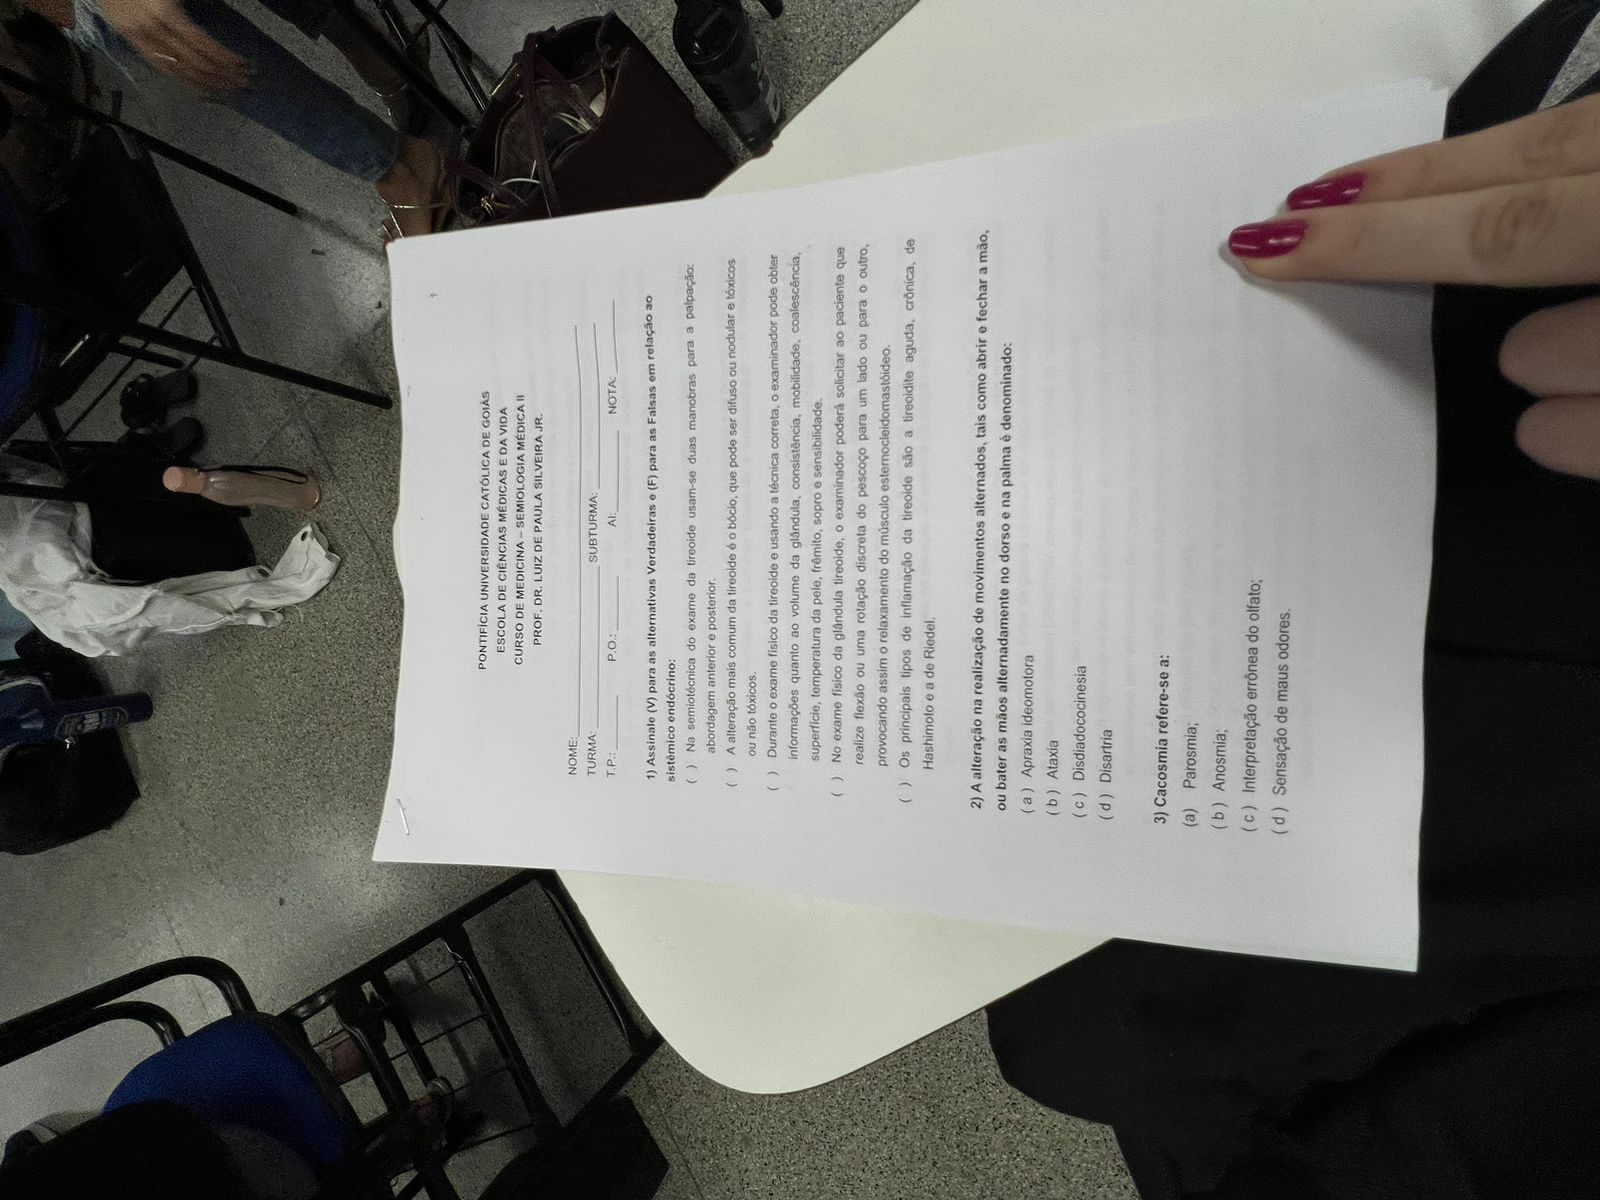 PONTIFÍCIA UNIVERSIDADE CATÓLICA DE GOIÁS
ESCOLA DE CIÊNCIAS MÉDICAS E DA VIDA
CURSO DE MEDICINA – SEMIOLOGIA MÉDICA II
PROF. DR. LUIZ DE PAULA SILVEIRA JR.
NOME:
TURMA: SUBTURMA:
T.P.: P.O.: AI: NOTA:
1) Assinale (V) para as alternativas Verdadeiras e (F) para as Falsas em relação ao
sistêmico endócrino:
( ) Na semiotécnica do exame da tireoide usam-se duas manobras para a palpação:
abordagem anterior e posterior.
( ) A alteração mais comum da tireoide é o bócio, que pode ser difuso ou nodular e tóxicos
ou não tóxicos.
( ) Durante o exame físico da tireoide e usando a técnica correta, o examinador pode obter
informações quanto ao volume da glândula, consistência, mobilidade, coalescência,
superfície, temperatura da pele, frêmito, sopro e sensibilidade.
( ) No exame físico da glândula tireoide, o examinador poderá solicitar ao paciente que
realize flexão ou uma rotação discreta do pescoço para um lado ou para o outro,
provocando assim o relaxamento do músculo esternocleidomastóideo.
( ) Os principais tipos de inflamação da tireoide são a tireoidite aguda, crônica, de
Hashimoto e a de Riedel.
2) A alteração na realização de movimentos alternados, tais como abrir e fechar a mão,
ou bater as mãos alternadamente no dorso e na palma é denominado:
( a ) Apraxia ideomotora
( b ) Ataxia
( c ) Disdiadococinesia
( d ) Disartria
3) Cacosmia refere-se a:
(a) Parosmia;
( b ) Anosmia;
( c ) Interpretação errônea do olfato;
( d ) Sensação de maus odores.